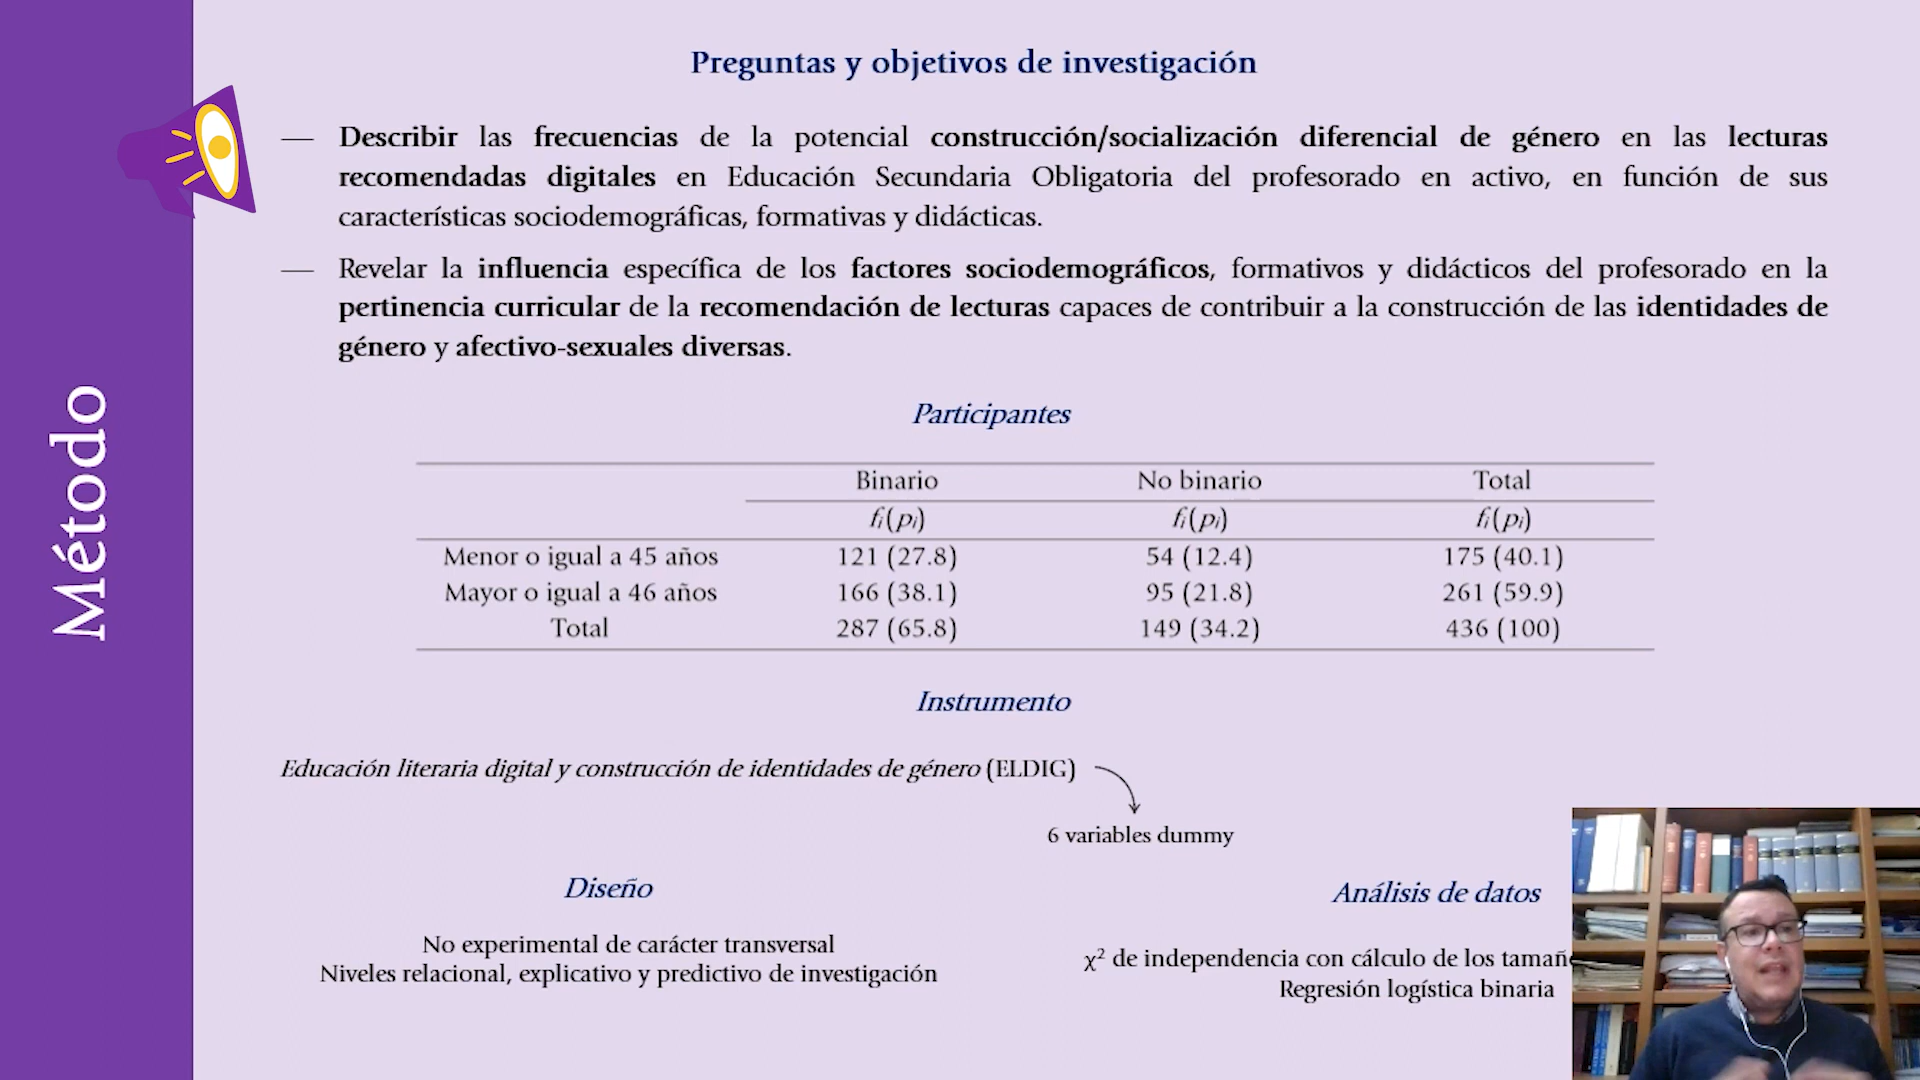 Método
Preguntas y objetivos de investigación
— Describir las frecuencias de la potencial construcción/socialización diferencial de género en las lecturas
recomendadas digitales en Educación Secundaria Obligatoria del profesorado en activo, en función de sus
características sociodemográficas, formativas y didácticas.
— Revelar la influencia específica de los factores sociodemográficos, formativos y didácticos del profesorado en la
pertinencia curricular de la recomendación de lecturas capaces de contribuir a la construcción de las identidades de
género y afectivo-sexuales diversas.
Participantes
Binario No binario Total
fᵢ(pᵢ) fᵢ(pᵢ) fᵢ(pᵢ)
Menor o igual a 45 años 121 (27.8) 54 (12.4) 175 (40.1)
Mayor o igual a 46 años 166 (38.1) 95 (21.8) 261 (59.9)
Total 287 (65.8) 149 (34.2) 436 (100)
Instrumento
Educación literaria digital y construcción de identidades de género (ELDIG)
6 variables dummy
Diseño
No experimental de carácter transversal
Niveles relacional, explicativo y predictivo de investigación
Análisis de datos
χ² de independencia con cálculo de los
Regresión logística binaria